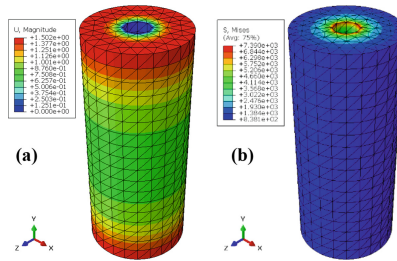 U, Magnitude
+1.502e+00
+1.377e+00
+1.251e+00
+1.126e+00
+1.001e+00
+8.760e-01
+7.508e-01
+6.257e-01
+5.006e-01
+3.754e-01
+2.503e-01
+1.251e-01
+0.000e+00
(a)
Y
Z
X
S, Mises
(Avg: 75%)
+7.390e+03
+6.844e+03
+6.298e+03
+5.752e+03
+5.206e+03
+4.660e+03
+4.114e+03
+3.568e+03
+3.022e+03
+2.476e+03
+1.930e+03
+1.384e+03
+8.381e+02
(b)
Y
Z
X